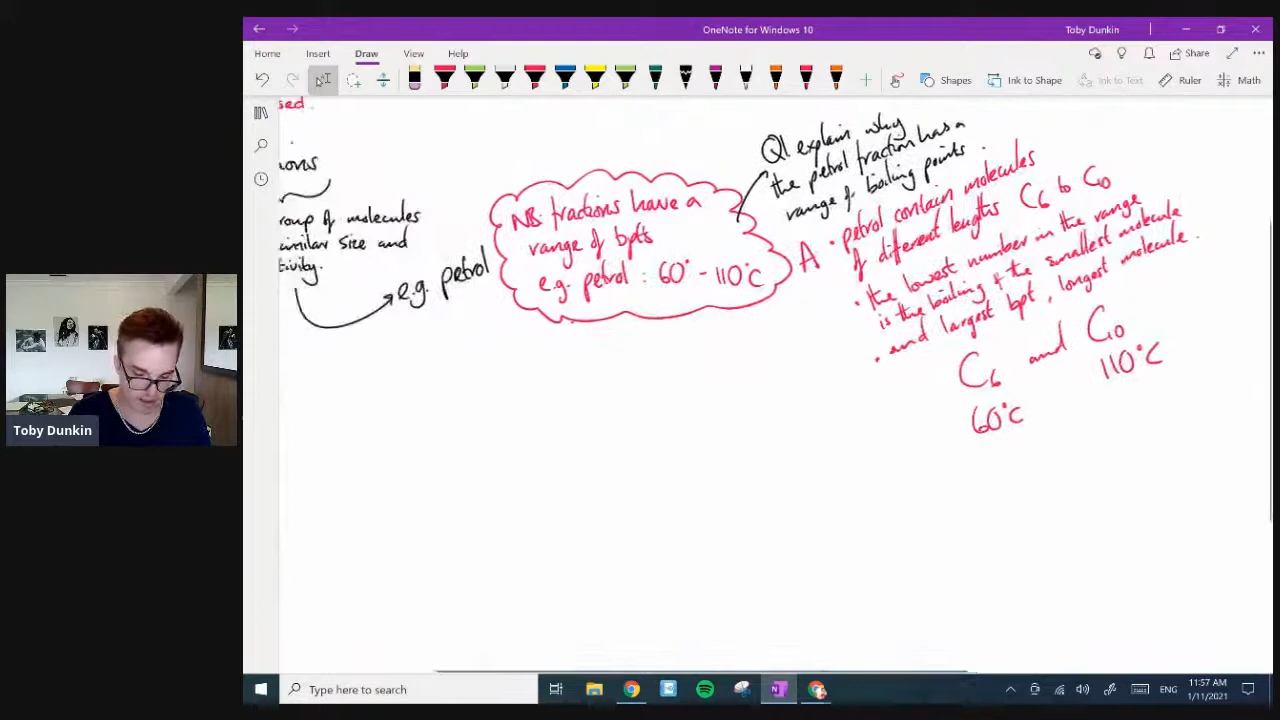 OneNote for Windows 10
Toby Dunkin
Home Insert Draw View Help
Share
Shapes Ink to Shape Ink to Text Ruler Math
sed.
ions
roup of molecules
similar size and
tivity.
e.g. petrol
NB. fractions have a
range of bpts
e.g. petrol : 60° - 110°C
Q1. explain why
the petrol fraction has a
range of boiling points.
A • petrol contain molecules
of different lengths C6 to C10
• the lowest number in the range
is the boiling of the smallest molecule
• and largest bpt, longest molecule.
C6 and C10
60°C 110°C
Toby Dunkin
Type here to search
ENG
11:57 AM
1/11/2021